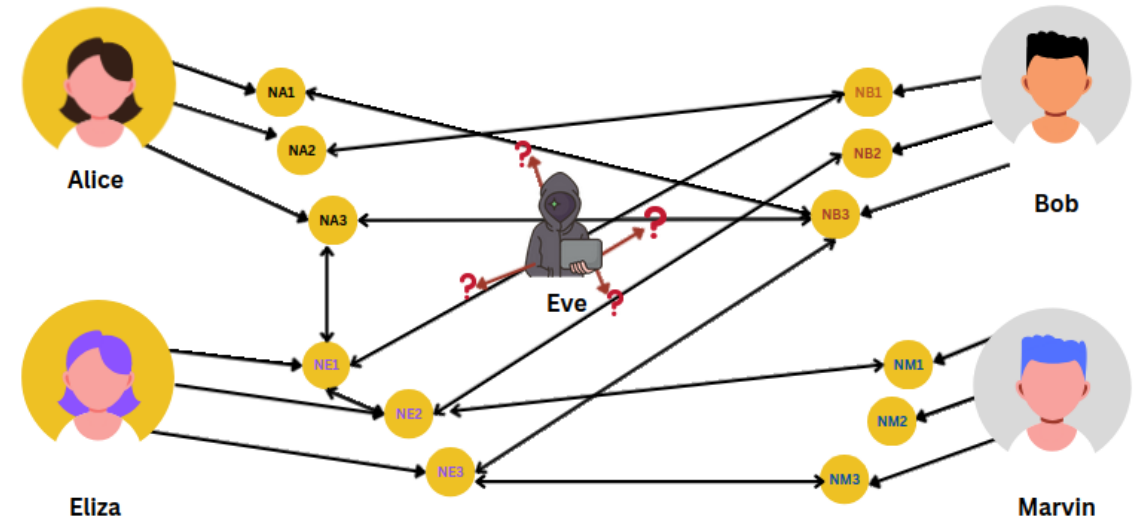 NA1
NB1
NA2
NB2
?
Alice
NA3
?
NB3
Bob
?
?
Eve
NE1
NM1
NE2
NM2
NE3
NM3
Eliza
Marvin